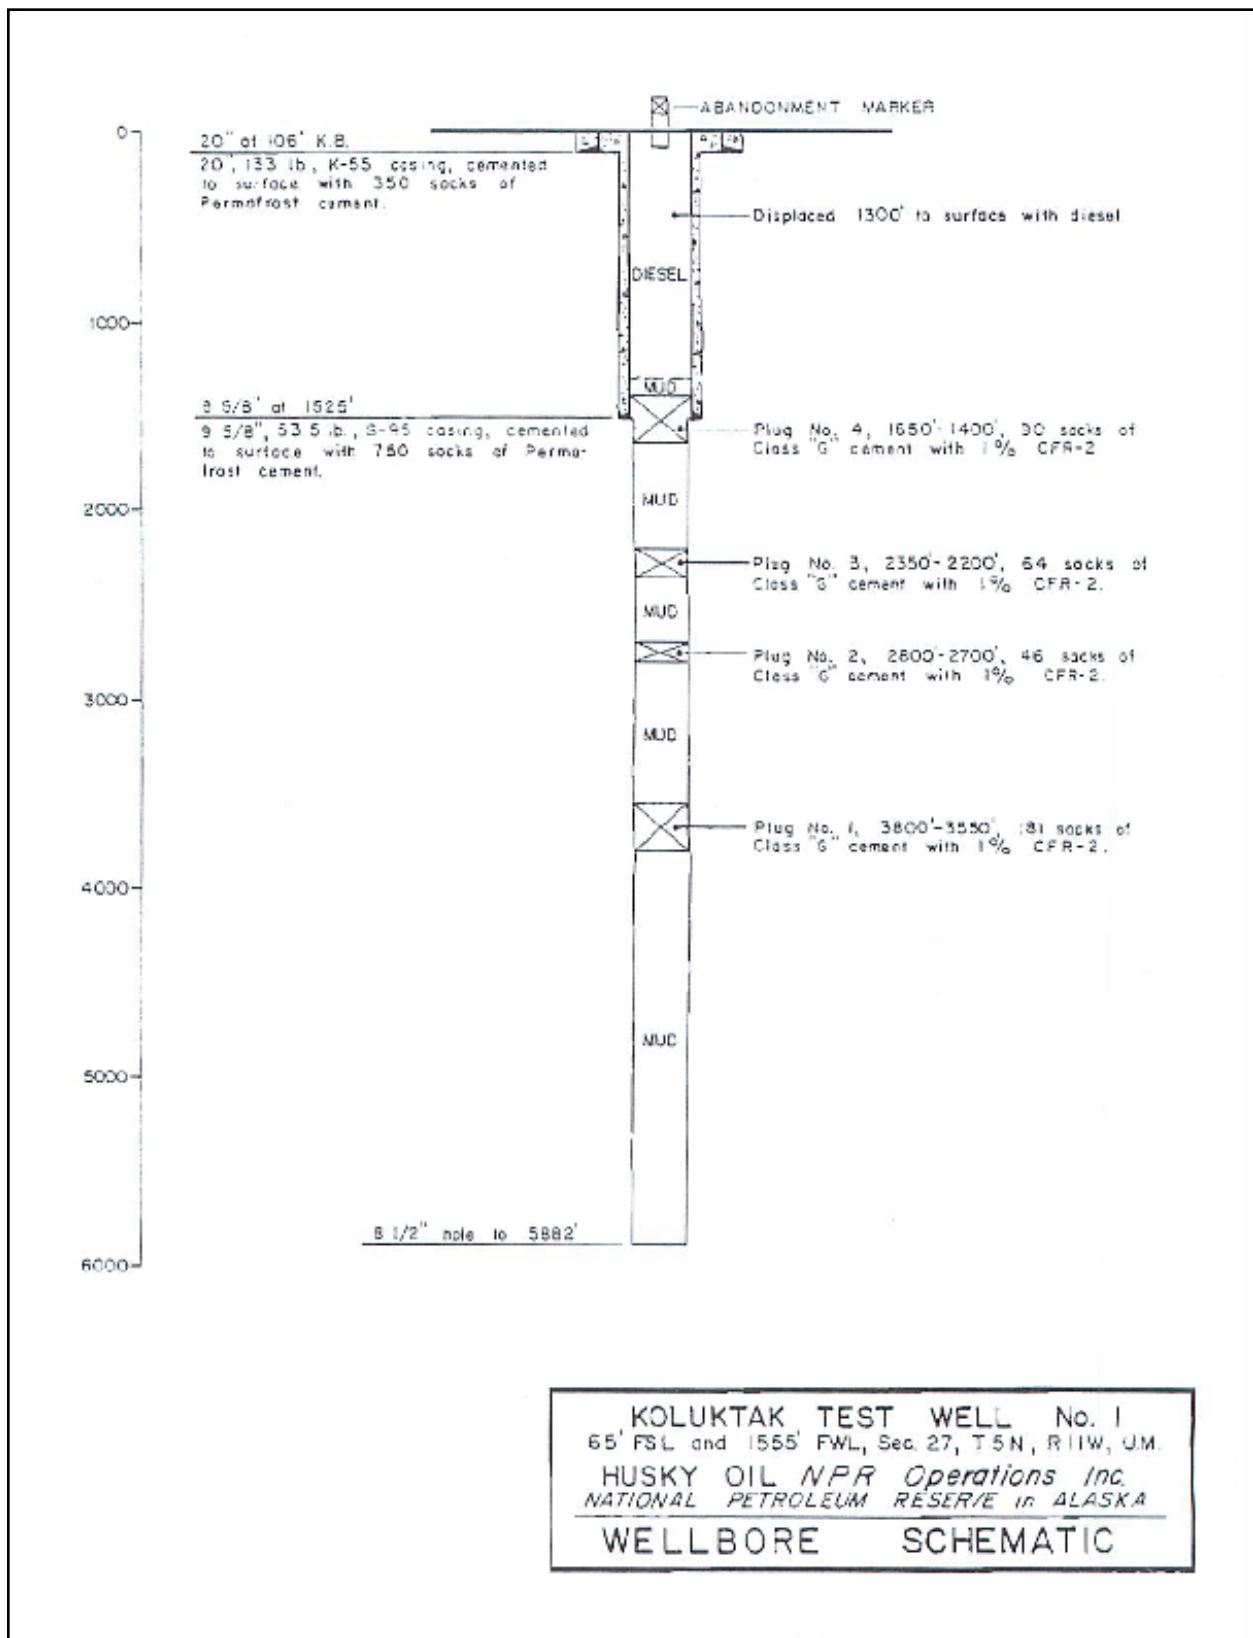 ABANDONMENT MARKER
0
20" at 106' K.B.
20", 133 lb., K-55 casing, cemented
to surface with 350 sacks of
Permafrost cement.
Displaced 1300' to surface with diesel
DIESEL
1000
MUD
9 5/8" at 1525'
9 5/8", 53.5 lb., S-95 casing, cemented
to surface with 750 sacks of Perma-
frost cement.
Plug No. 4, 1650'-1400', 90 sacks of
Class "G" cement with 1% CFR-2
MUD
2000
Plug No. 3, 2350'-2200', 64 sacks of
Class "G" cement with 1% CFR-2.
MUD
Plug No. 2, 2800'-2700', 46 sacks of
Class "G" cement with 1% CFR-2.
3000
MUD
Plug No. 1, 3800'-3550', 181 sacks of
Class "G" cement with 1% CFR-2.
4000
MUD
5000
8 1/2" hole to 5882'
6000
KOLUKTAK TEST WELL No. 1
65' FSL and 1555' FWL, Sec. 27, T5N, R11W, U.M.
HUSKY OIL NPR Operations Inc.
NATIONAL PETROLEUM RESERVE in ALASKA
WELLBORE SCHEMATIC